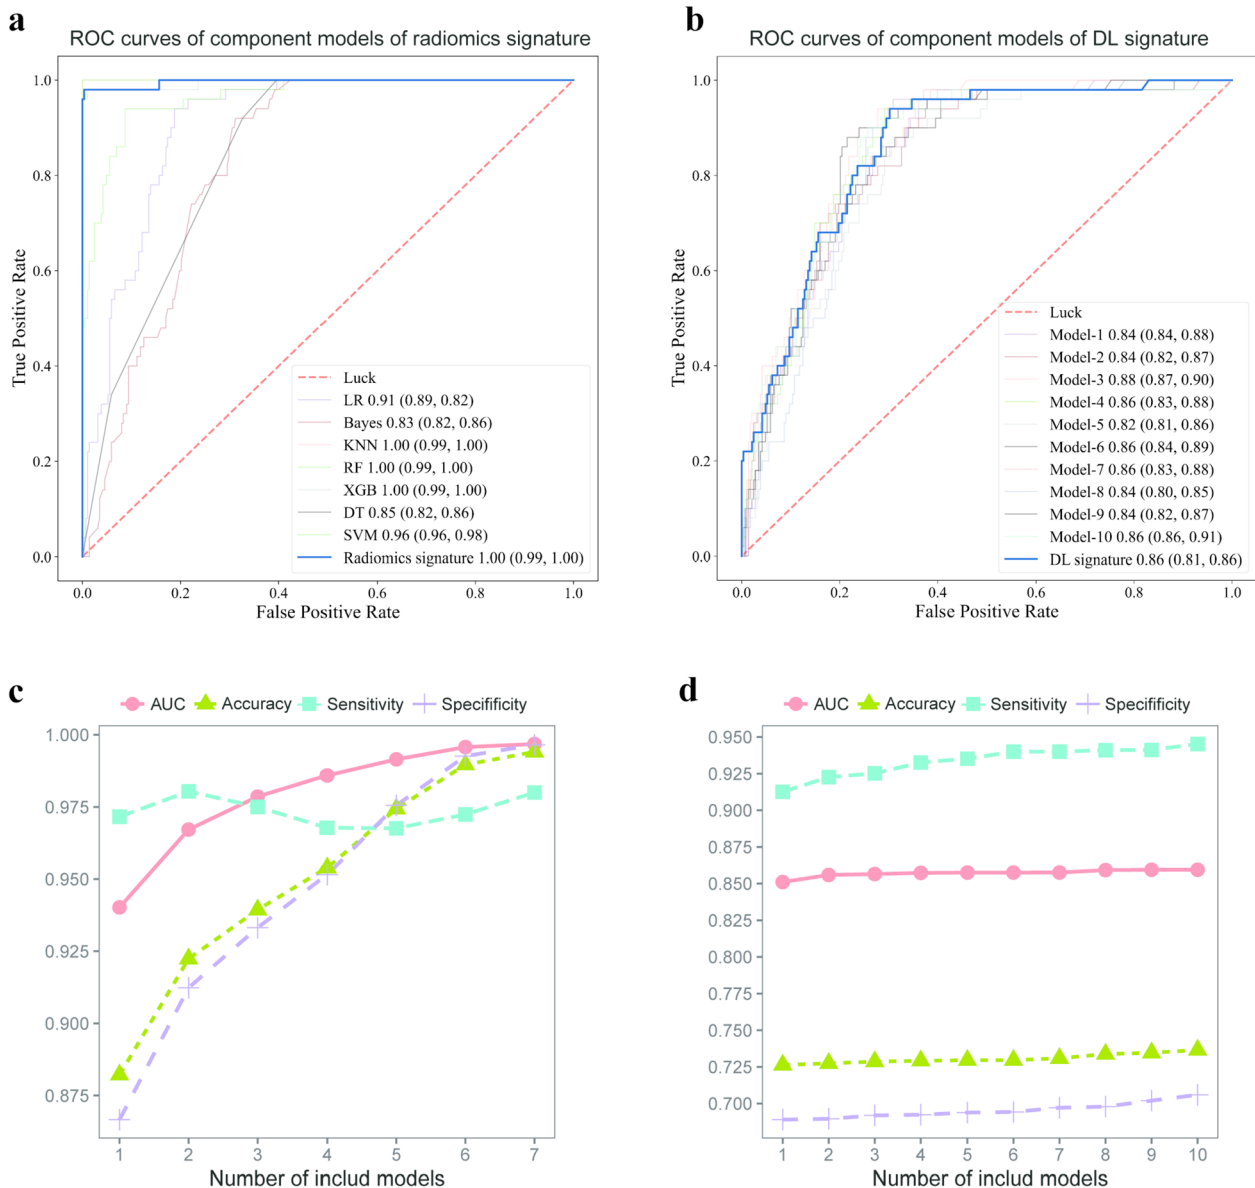 a
ROC curves of component models of radiomics signature
1.0
0.8
0.6
0.4
0.2
0.0
True Positive Rate
Luck
LR 0.91 (0.89, 0.82)
Bayes 0.83 (0.82, 0.86)
KNN 1.00 (0.99, 1.00)
RF 1.00 (0.99, 1.00)
XGB 1.00 (0.99, 1.00)
DT 0.85 (0.82, 0.86)
SVM 0.96 (0.96, 0.98)
Radiomics signature 1.00 (0.99, 1.00)
0.0 0.2 0.4 0.6 0.8 1.0
False Positive Rate
b
ROC curves of component models of DL signature
1.0
0.8
0.6
0.4
0.2
0.0
True Positive Rate
Luck
Model-1 0.84 (0.84, 0.88)
Model-2 0.84 (0.82, 0.87)
Model-3 0.88 (0.87, 0.90)
Model-4 0.86 (0.83, 0.88)
Model-5 0.82 (0.81, 0.86)
Model-6 0.86 (0.84, 0.89)
Model-7 0.86 (0.83, 0.88)
Model-8 0.84 (0.80, 0.85)
Model-9 0.84 (0.82, 0.87)
Model-10 0.86 (0.86, 0.91)
DL signature 0.86 (0.81, 0.86)
0.0 0.2 0.4 0.6 0.8 1.0
False Positive Rate
c
AUC Accuracy Sensitivity Specifificity
1.000
0.975
0.950
0.925
0.900
0.875
1 2 3 4 5 6 7
Number of includ models
d
AUC Accuracy Sensitivity Specifificity
0.950
0.925
0.900
0.875
0.850
0.825
0.800
0.775
0.750
0.725
0.700
1 2 3 4 5 6 7 8 9 10
Number of includ models